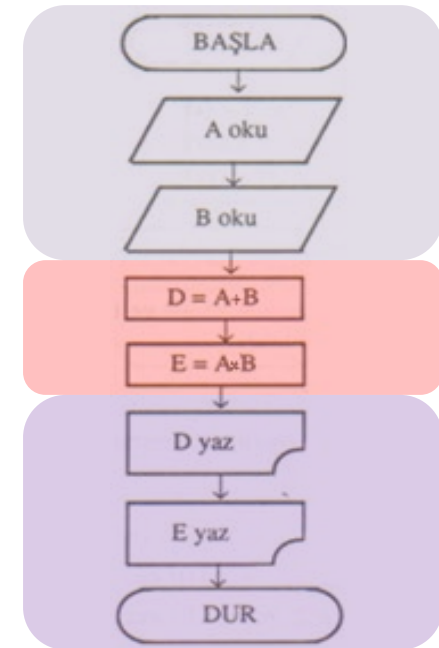 BAŞLA
A oku
B oku
D = A+B
E = AxB
D yaz
E yaz
DUR